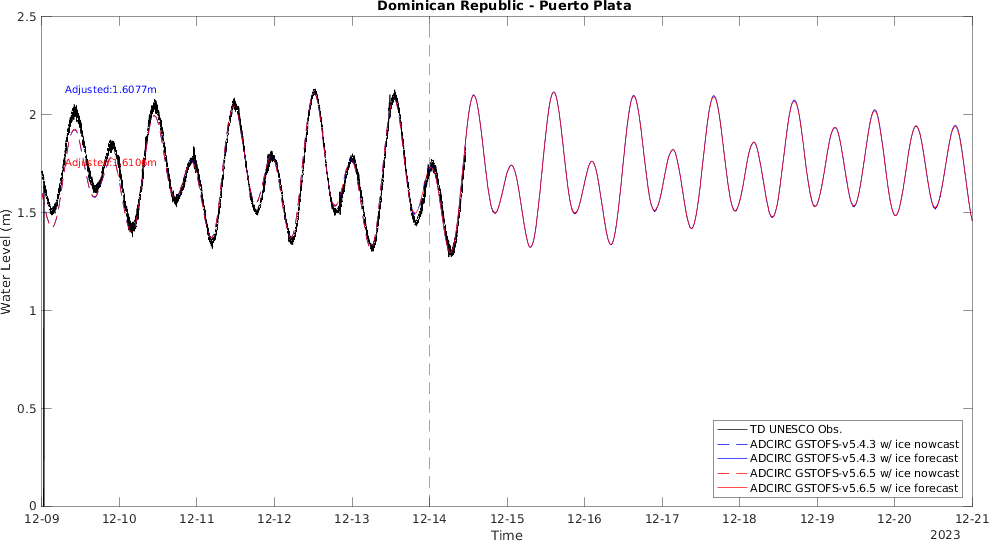 Dominican Republic - Puerto Plata
2.5
2
1.5
1
0.5
0
Water Level (m)
Adjusted:1.6077m
Adjusted:1.6106m
TD UNESCO Obs.
ADCIRC GSTOFS-v5.4.3 w/ ice nowcast
ADCIRC GSTOFS-v5.4.3 w/ ice forecast
ADCIRC GSTOFS-v5.6.5 w/ ice nowcast
ADCIRC GSTOFS-v5.6.5 w/ ice forecast
12-09 12-10 12-11 12-12 12-13 12-14 12-15 12-16 12-17 12-18 12-19 12-20 12-21
Time
2023